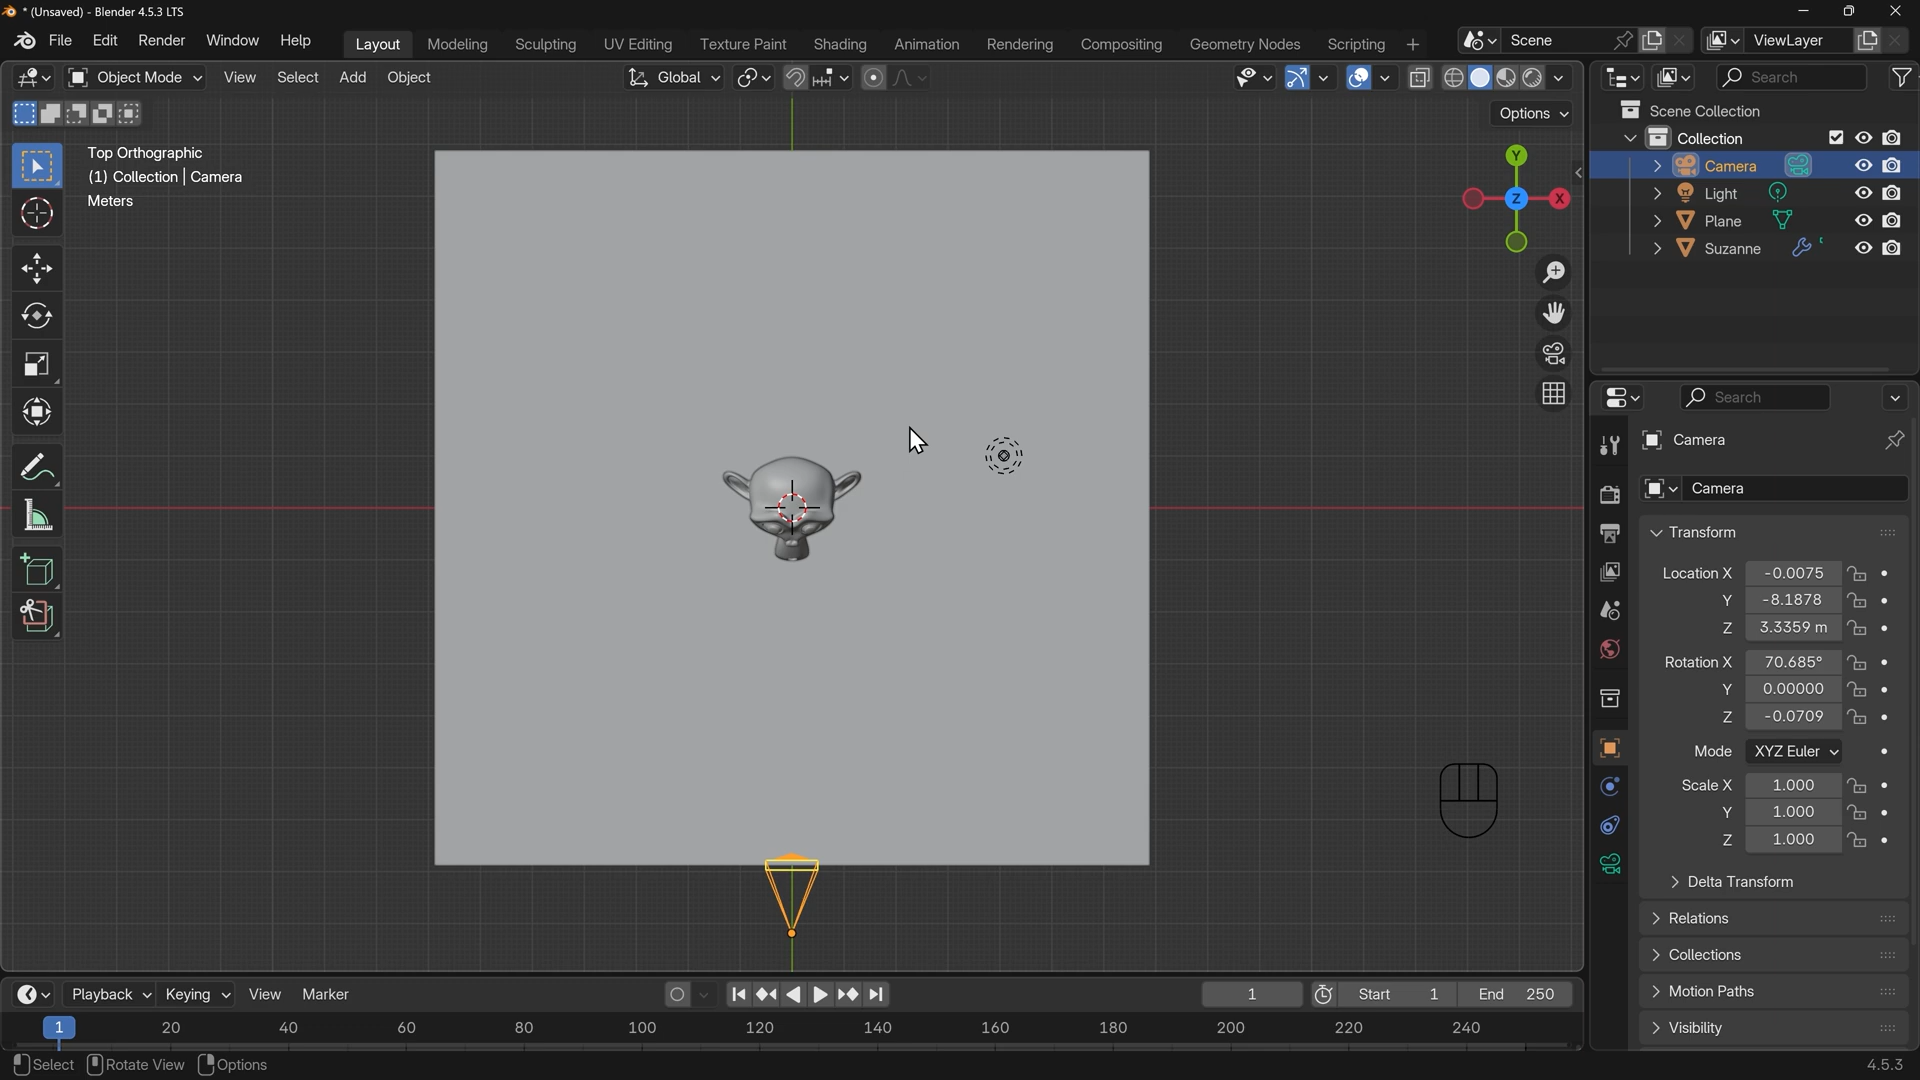 * (Unsaved) - Blender 4.5.3 LTS
File Edit Render Window Help
Layout Modeling Sculpting UV Editing Texture Paint Shading Animation Rendering Compositing Geometry Nodes Scripting +
Scene
ViewLayer
Object Mode View Select Add Object
Global
Options
Top Orthographic
(1) Collection | Camera
Meters
Y
Z
X
Search
Scene Collection
Collection
Camera
Light
Plane
Suzanne
Search
Camera
Camera
Transform
Location X -0.0075
Y -8.1878
Z 3.3359 m
Rotation X 70.685°
Y 0.00000
Z -0.0709
Mode XYZ Euler
Scale X 1.000
Y 1.000
Z 1.000
Delta Transform
Relations
Collections
Motion Paths
Visibility
Playback Keying View Marker
1
Start 1 End 250
1 20 40 60 80 100 120 140 160 180 200 220 240
Select Rotate View Options
4.5.3